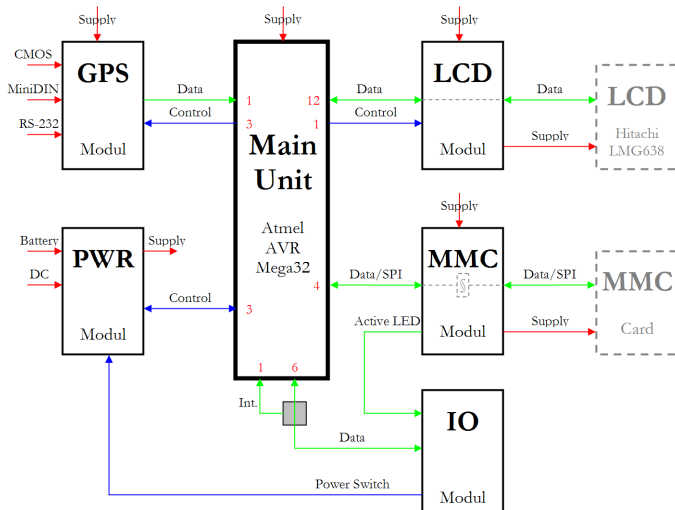 Supply
Supply
Supply
CMOS
GPS
LCD
MiniDIN
Data
1
12
Data
Data
LCD
Control
3
1
Control
RS-232
Hitachi
LMG638
Modul
Main
Unit
Modul
Supply
Atmel
AVR
Mega32
Supply
Battery
PWR
Supply
MMC
DC
Data/SPI
4
§
Data/SPI
MMC
Control
3
Active LED
Supply
Card
Modul
Modul
1
6
Int.
IO
Data
Power Switch
Modul